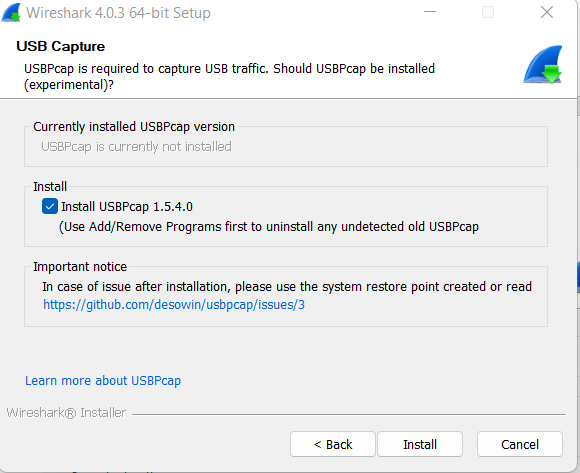 Wireshark 4.0.3 64-bit Setup
USB Capture
USBPcap is required to capture USB traffic. Should USBPcap be installed
(experimental)?
Currently installed USBPcap version
USBPcap is currently not installed
Install
Install USBPcap 1.5.4.0
(Use Add/Remove Programs first to uninstall any undetected old USBPcap
Important notice
In case of issue after installation, please use the system restore point created or read
https://github.com/desowin/usbpcap/issues/3
Learn more about USBPcap
Wireshark® Installer
< Back
Install
Cancel